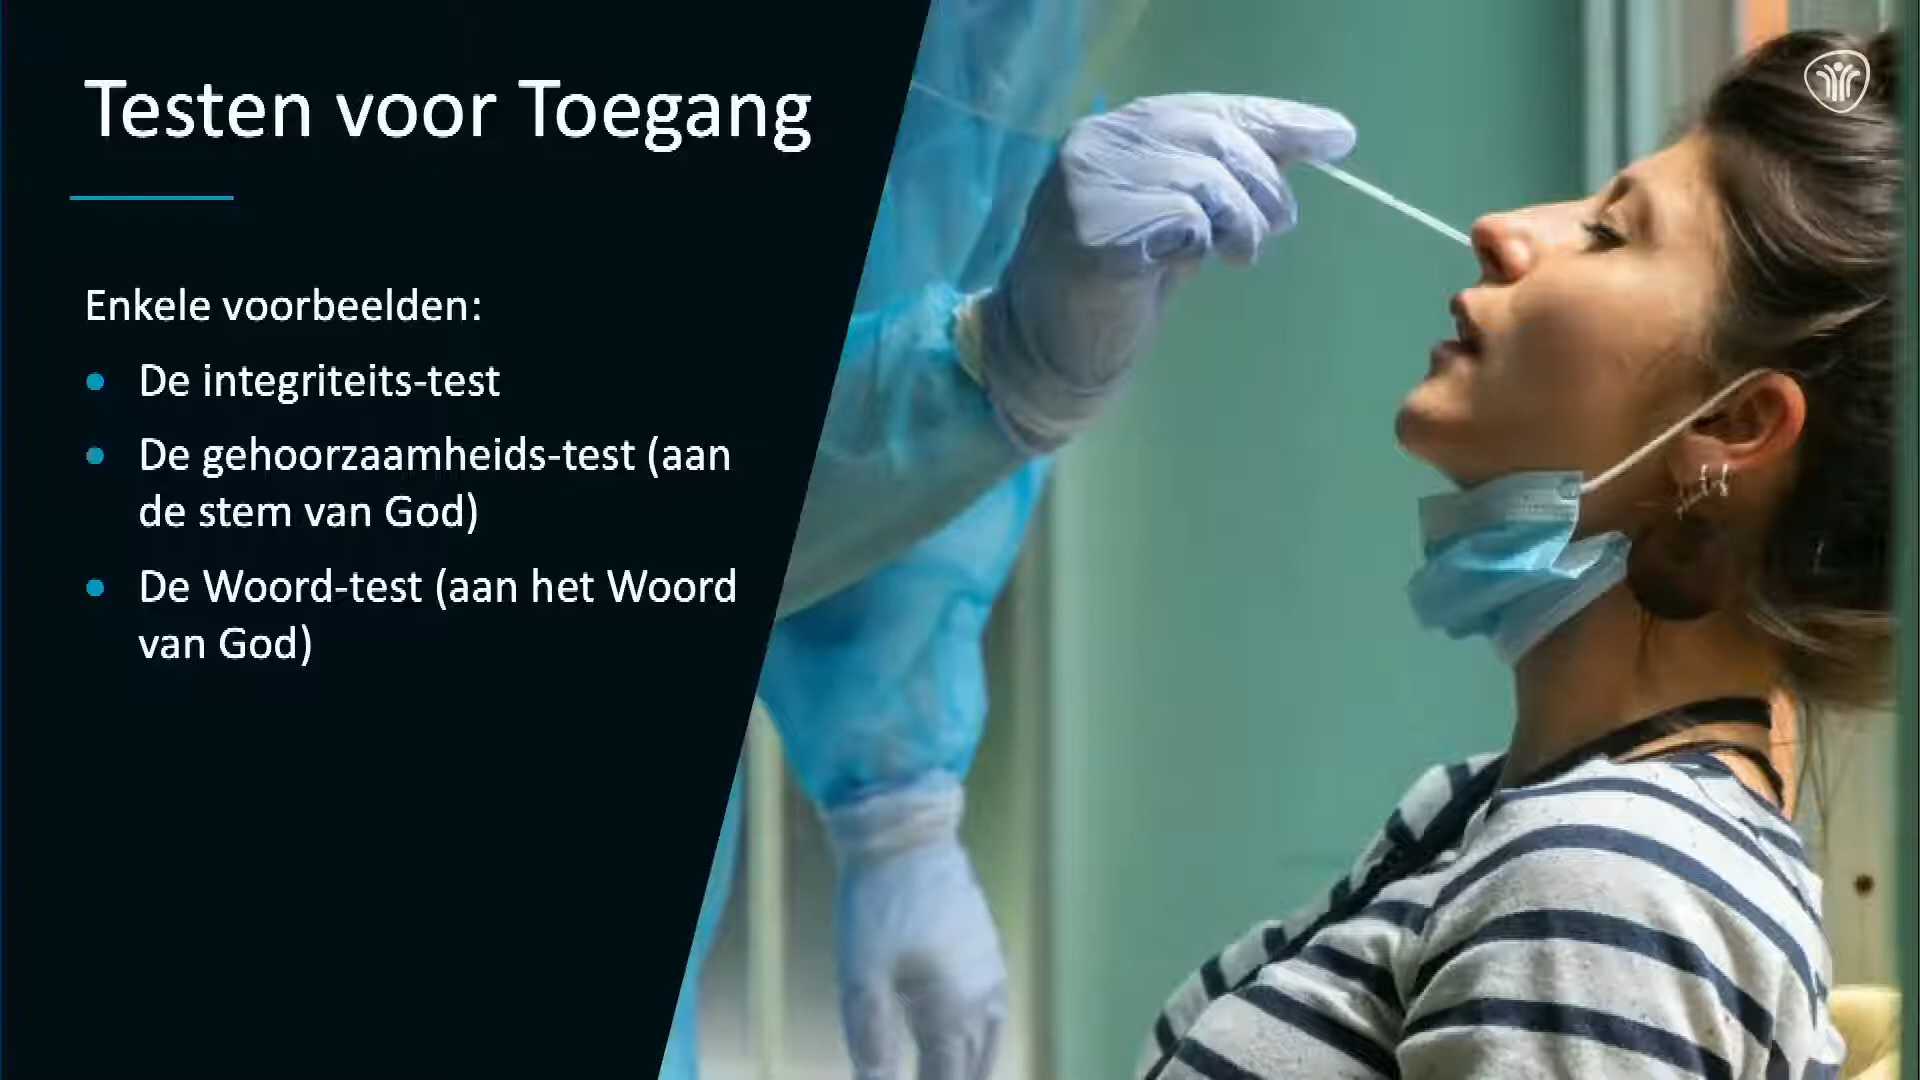 Testen voor Toegang
Enkele voorbeelden:
De integriteits-test
De gehoorzaamheids-test (aan
de stem van God)
De Woord-test (aan het Woord
van God)